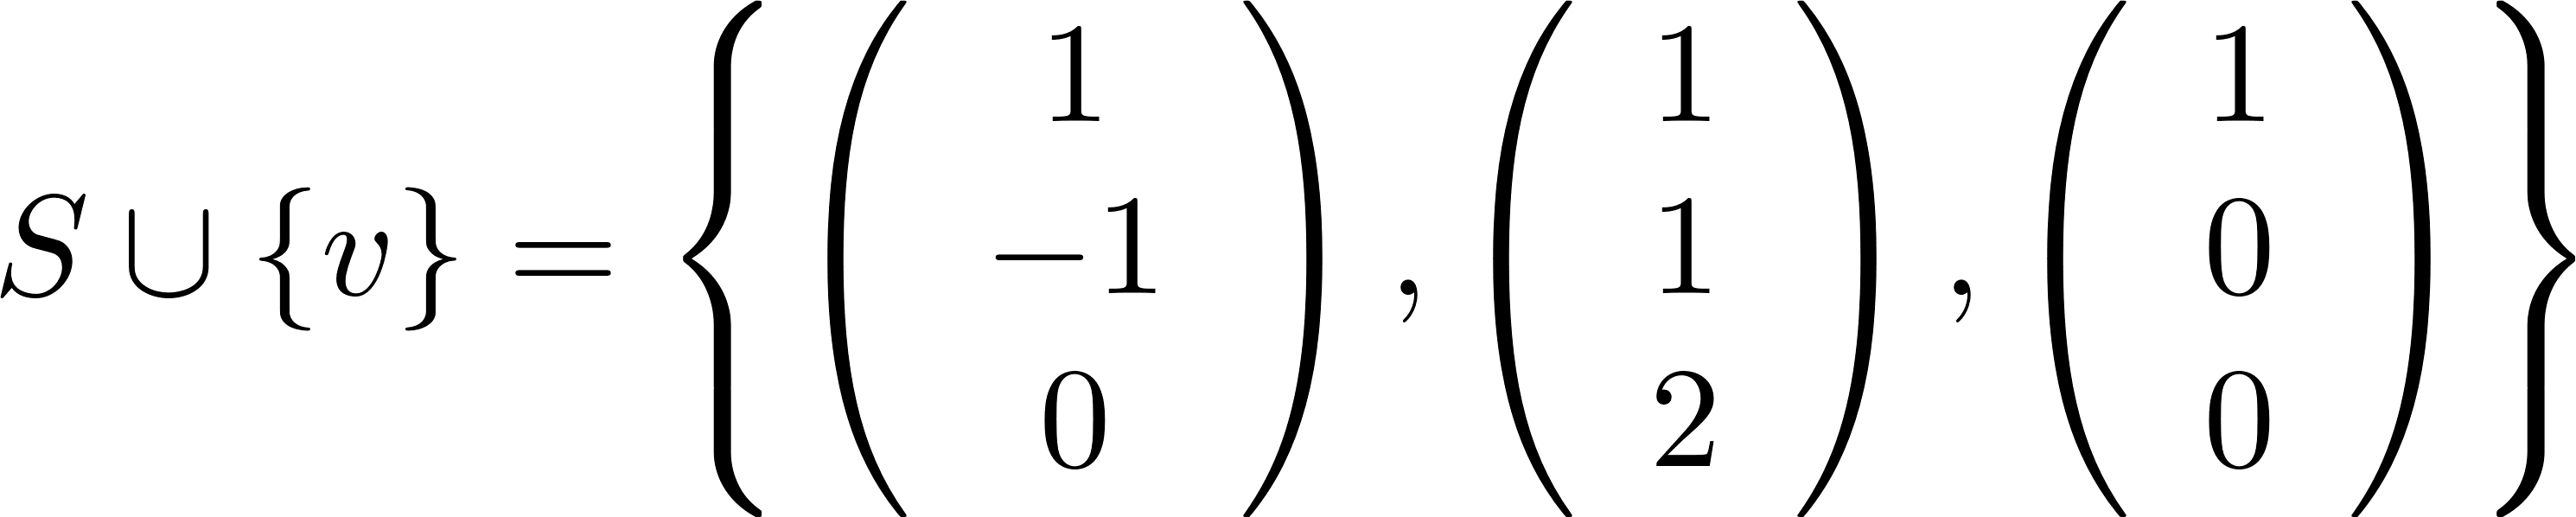 S ∪ {v} = { ( 1 -1 0 ) , ( 1 1 2 ) , ( 1 0 0 ) }